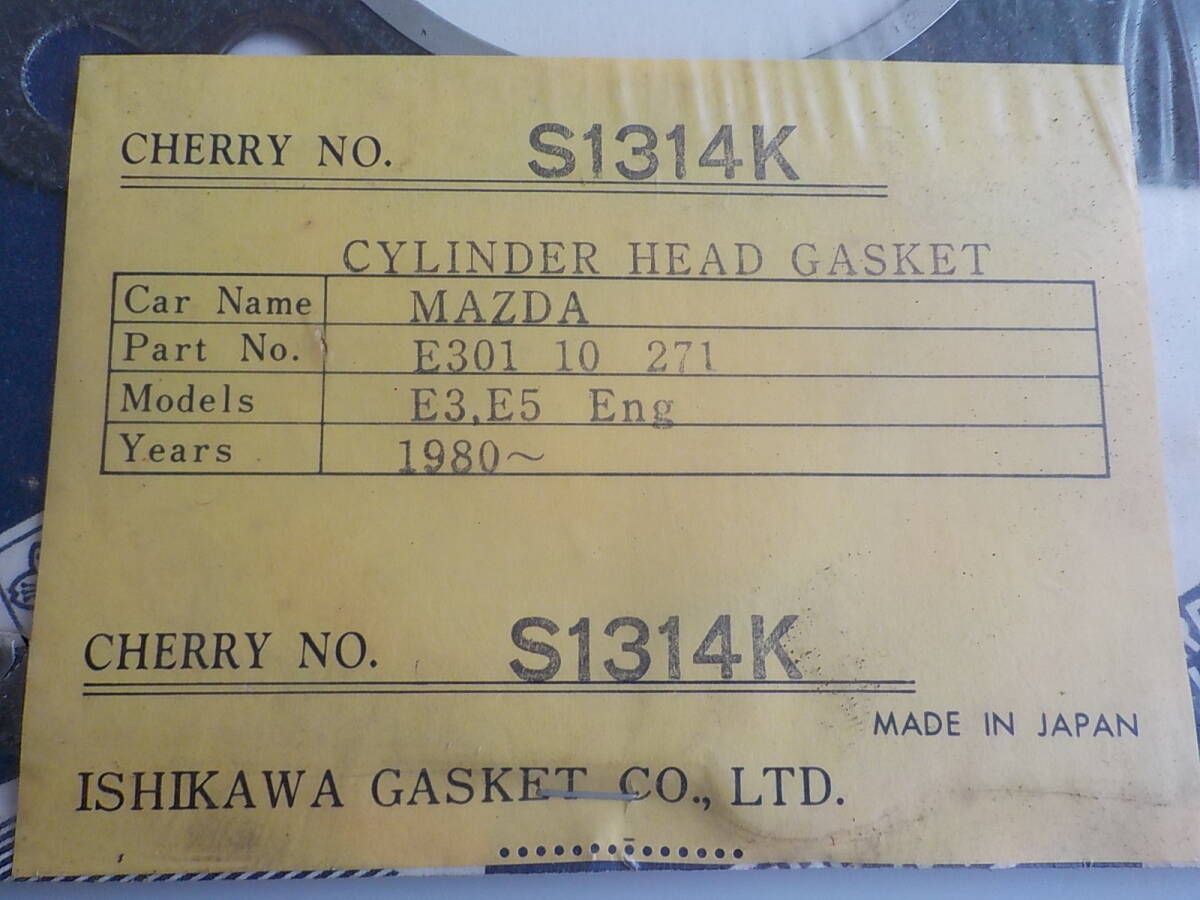 CHERRY NO. S1314K
CYLINDER HEAD GASKET
Car Name MAZDA
Part No. E301 10 271
Models E3,E5 Eng
Years 1980~
CHERRY NO. S1314K
MADE IN JAPAN
ISHIKAWA GASKET CO., LTD.